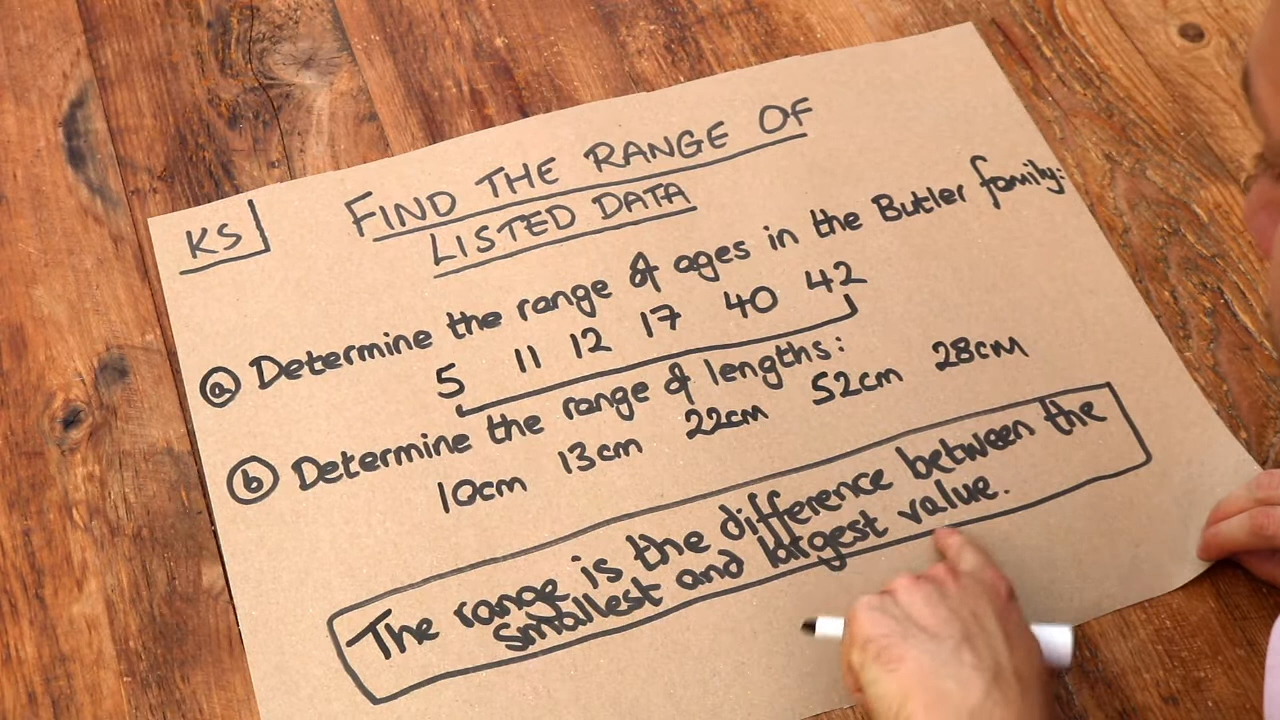 KS
FIND THE RANGE OF
LISTED DATA
ⓐ Determine the range of ages in the Butler family:
5 11 12 17 40 42
ⓑ Determine the range of lengths:
10cm 13cm 22cm 52cm 28cm
The range is the difference between the
smallest and largest value.